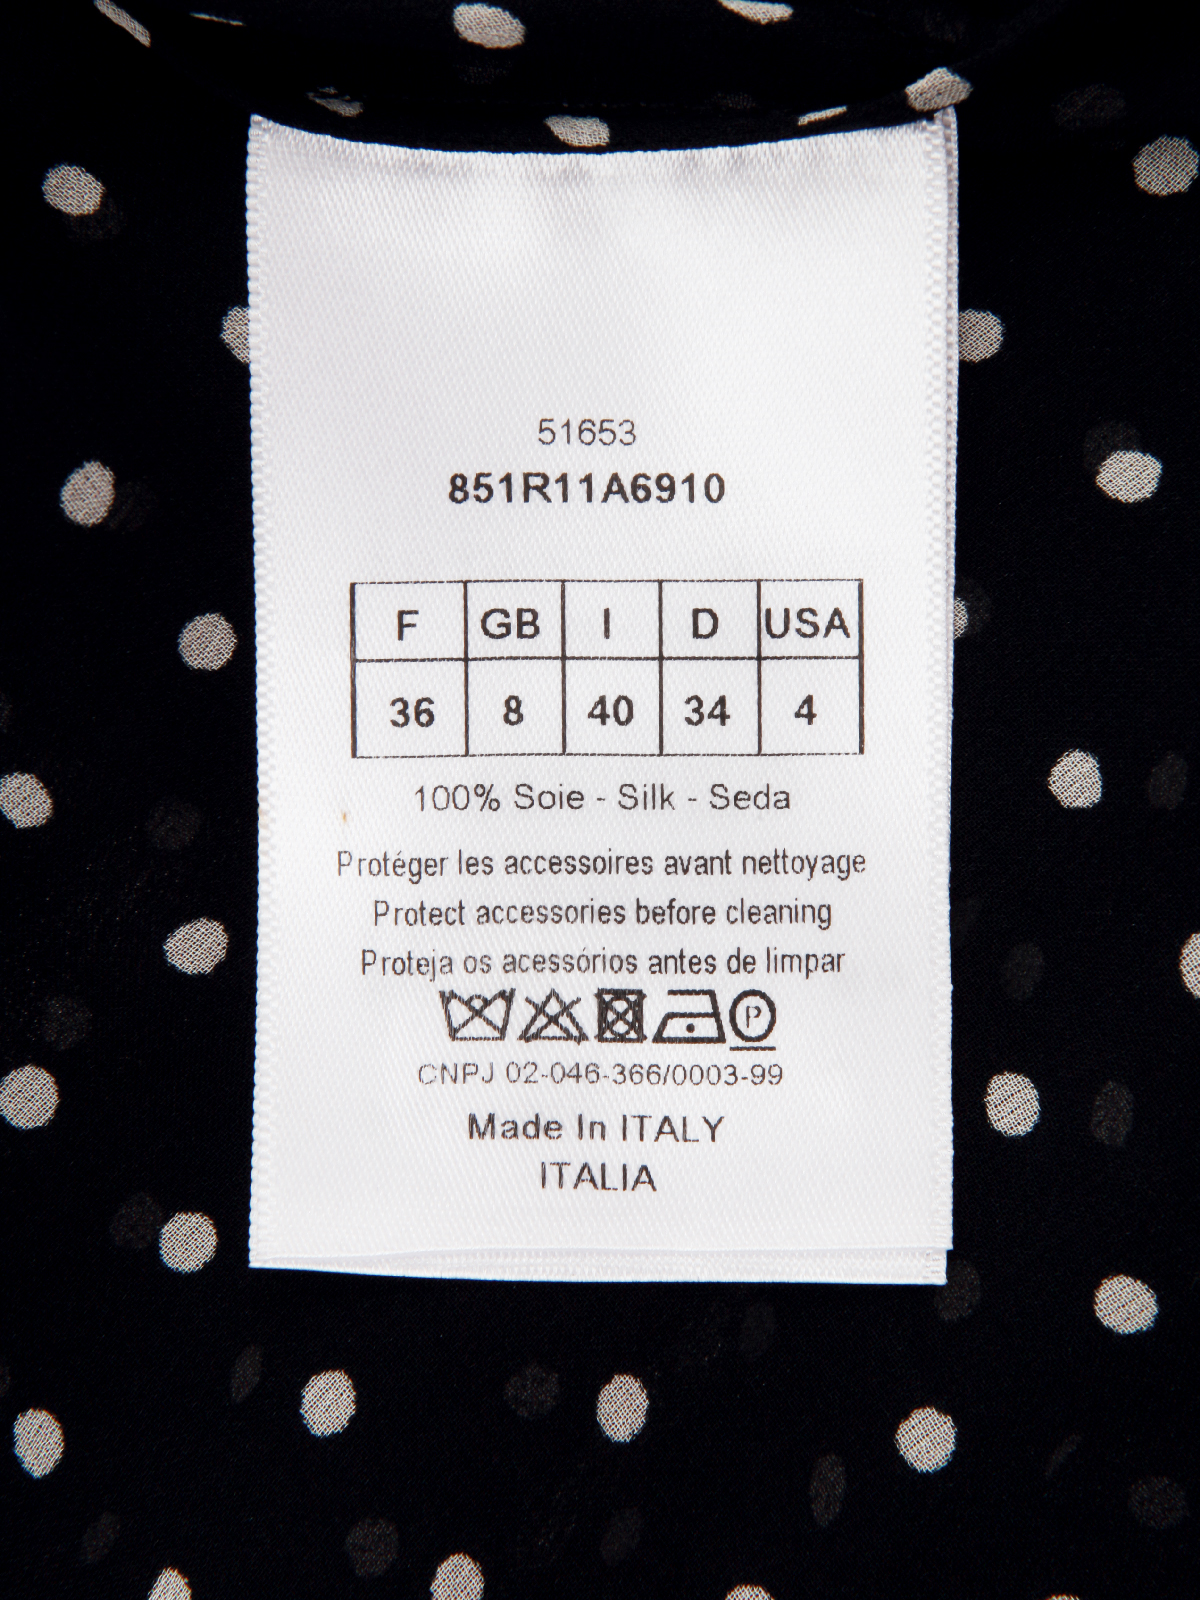 51653
851R11A6910
F GB I D USA
36 8 40 34 4
100% Soie - Silk - Seda
Protéger les accessoires avant nettoyage
Protect accessories before cleaning
Proteja os acessórios antes de limpar
P
CNPJ 02-046-366/0003-99
Made In ITALY
ITALIA